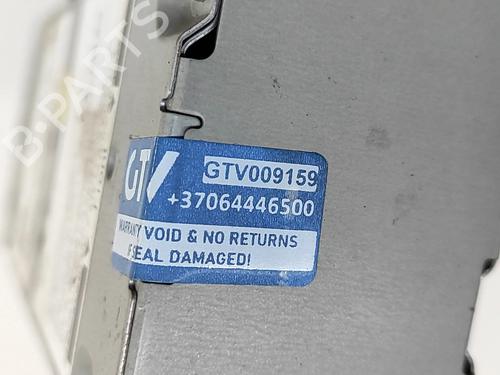 B-PARTS
GTV
GTV009159
+37064446500
WARRANTY VOID & NO RETURNS
IF SEAL DAMAGED!